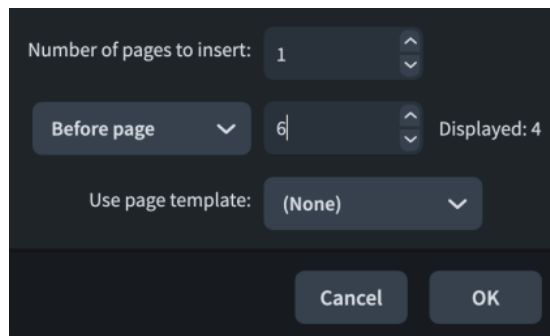 Number of pages to insert: 1
Before page 6 Displayed: 4
Use page template: (None)
Cancel OK